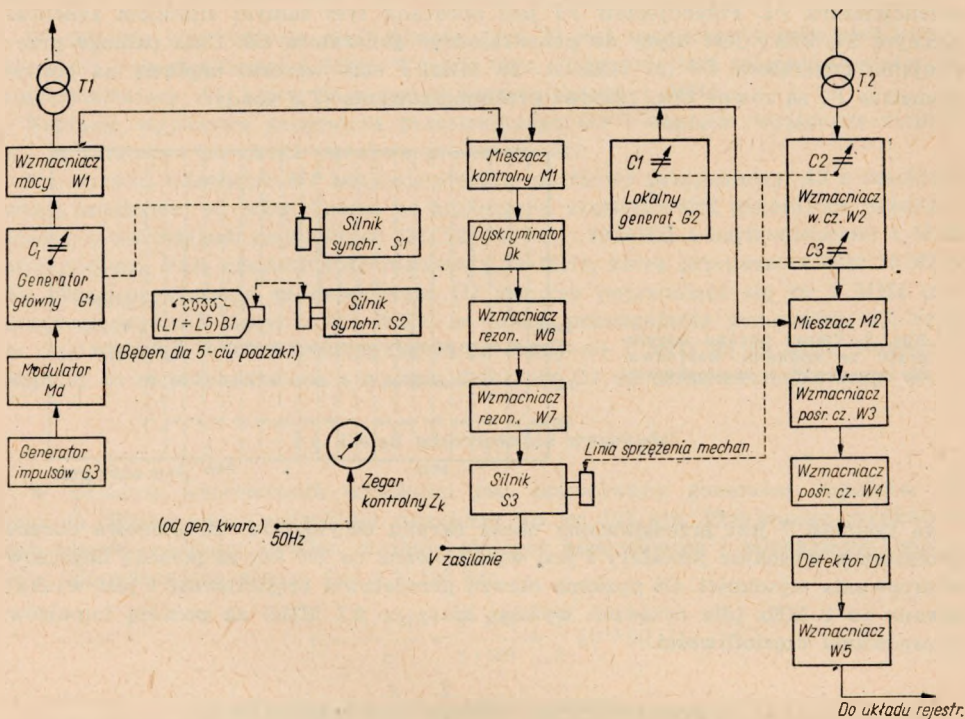 T1
Wzmacniacz
mocy W1
C₁
Generator
główny G1
Modulator
Md
Generator
impulsów G3
Silnik
synchr. S1
(L1 ÷ L5)B1
Silnik
synchr. S2
(Bęben dla 5-ciu podzakr.)
Zegar
kontrolny Zk
(od gen. kwarc.)
50Hz
Mieszacz
kontrolny M1
Dyskryminator
Dk
Wzmacniacz
rezon. W6
Wzmacniacz
rezon. W7
Silnik
S3
V zasilanie
Linia sprzężenia mechan
C1
Lokalny
generat. G2
T2
C2
Wzmacniacz
w. cz. W2
C3
Mieszacz M2
Wzmacniacz
pośr. cz. W3
Wzmacniacz
pośr. cz. W4
Detektor D1
Wzmacniacz
W5
Do układu rejestr.